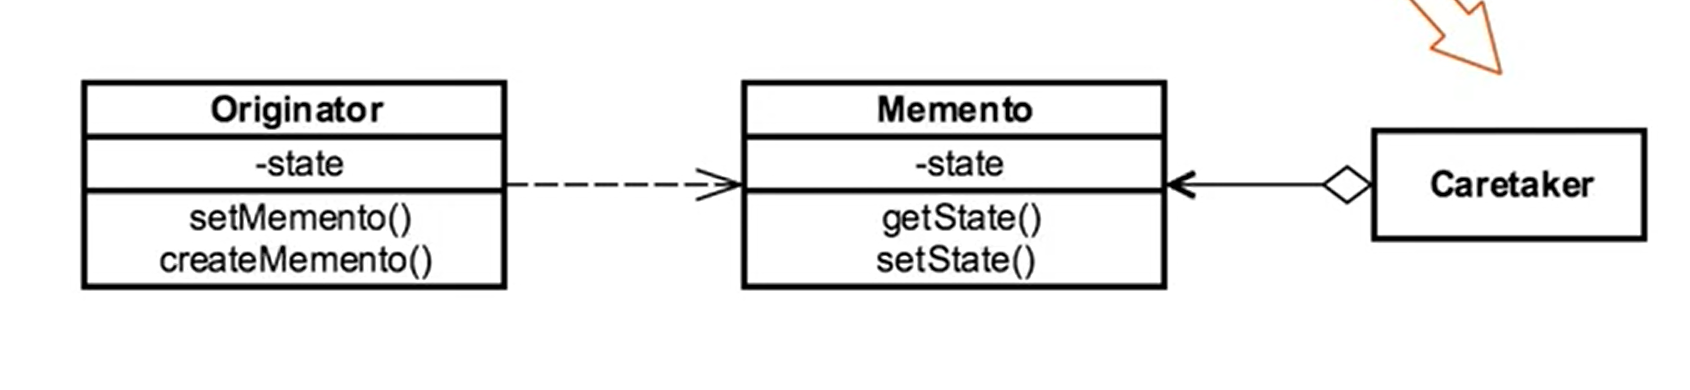 Originator
-state
setMemento()
createMemento()
Memento
-state
getState()
setState()
Caretaker